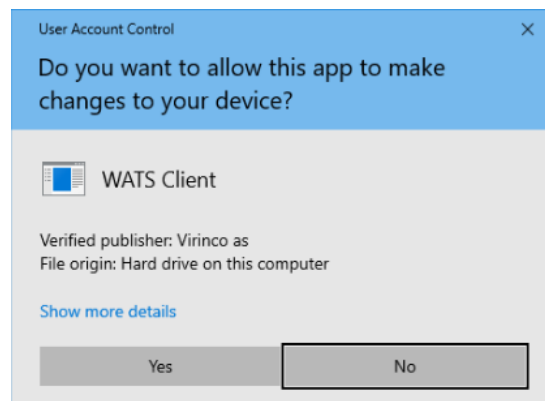 User Account Control
Do you want to allow this app to make
changes to your device?
WATS Client
Verified publisher: Virinco as
File origin: Hard drive on this computer
Show more details
Yes
No